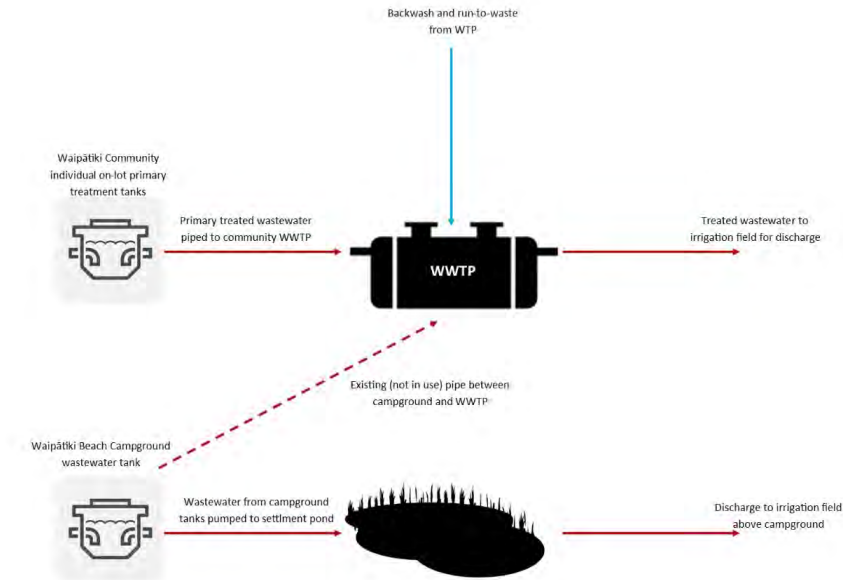 Backwash and run-to-waste
from WTP
Waipātiki Community
individual on-lot primary
treatment tanks
Primary treated wastewater
piped to community WWTP
WWTP
Treated wastewater to
irrigation field for discharge
Existing (not in use) pipe between
campground and WWTP
Waipātiki Beach Campground
wastewater tank
Wastewater from campground
tanks pumped to settlment pond
Discharge to irrigation field
above campground